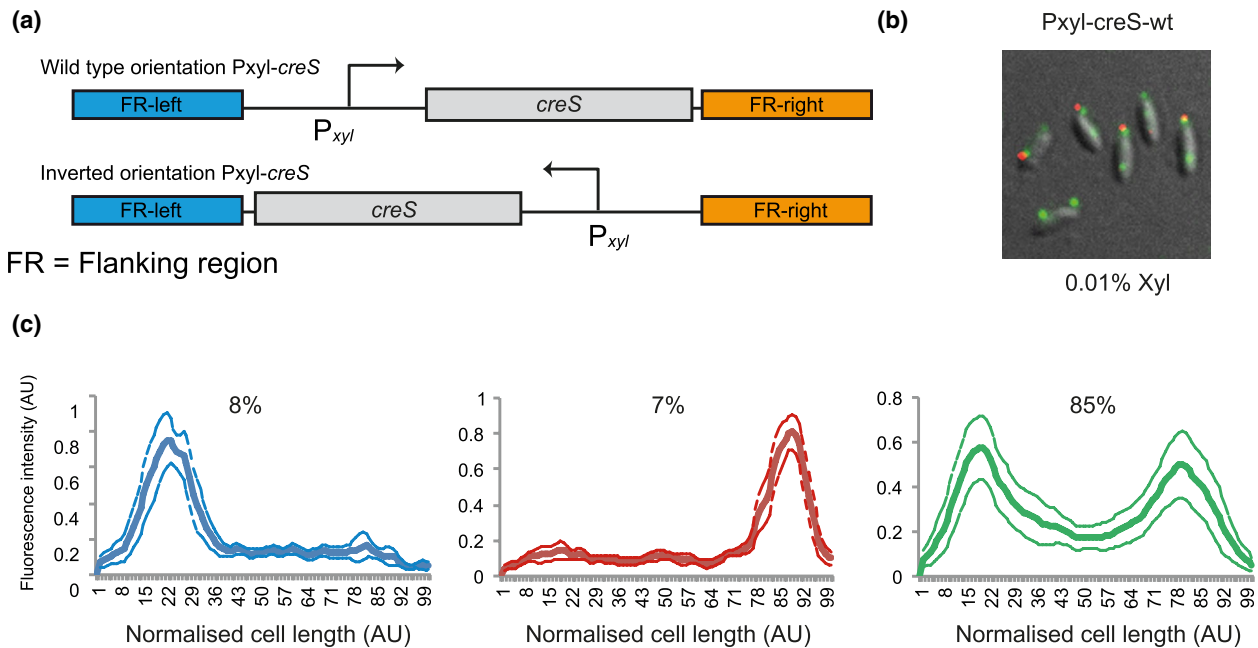 (a)
Wild type orientation Pxyl-creS
FR-left
creS
FR-right
Pxyl
Inverted orientation Pxyl-creS
FR-left
creS
FR-right
Pxyl
FR = Flanking region
(b)
Pxyl-creS-wt
0.01% Xyl
(c)
Fluorescence intensity (AU)
8%
1
0.8
0.6
0.4
0.2
0
1 8 15 22 29 36 43 50 57 64 71 78 85 92 99
Normalised cell length (AU)
7%
1
0.8
0.6
0.4
0.2
0
1 8 15 22 29 36 43 50 57 64 71 78 85 92 99
Normalised cell length (AU)
85%
0.8
0.6
0.4
0.2
0
1 8 15 22 29 36 43 50 57 64 71 78 85 92 99
Normalised cell length (AU)